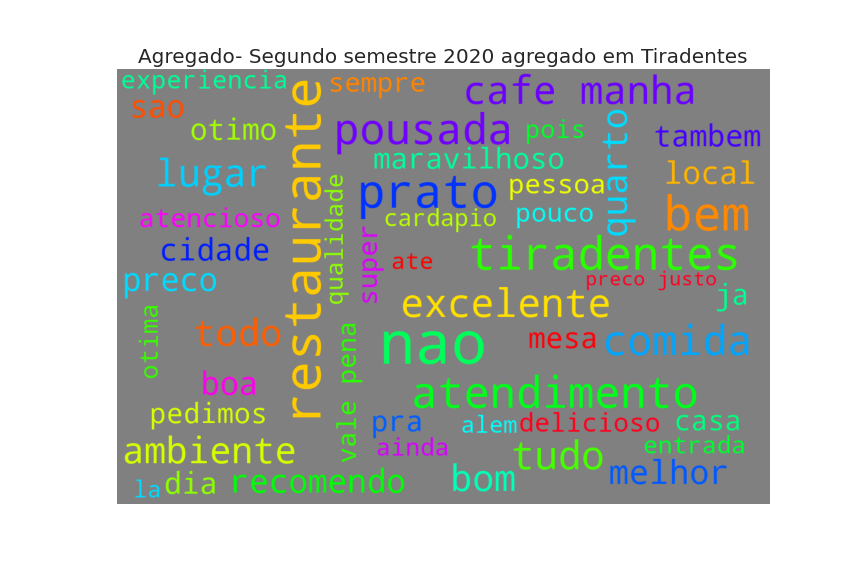 Agregado- Segundo semestre 2020 agregado em Tiradentes
experiencia
sempre
cafe manha
sao
restaurante
otimo
pousada
pois
quarto
tambem
maravilhoso
lugar
qualidade
prato
pessoa
local
atencioso
cardapio
pouco
bem
cidade
super
ate
tiradentes
preco
preco justo
ja
otima
excelente
todo
vale pena
nao
mesa
comida
boa
atendimento
pedimos
pra
alem
delicioso
casa
ambiente
ainda
tudo
entrada
la
dia
recomendo
bom
melhor